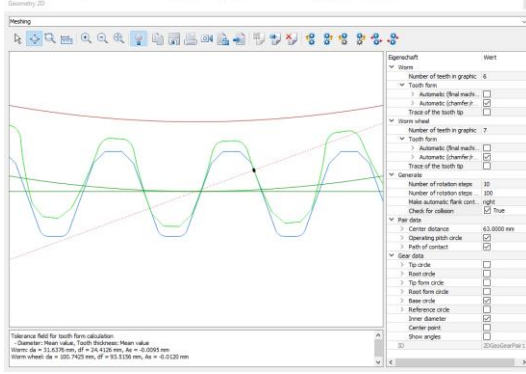 Geometry 2D
Meshing
Eigenschaft Wert
Worm
Number of teeth in graphic 6
Tooth form
Automatic (final machi...
Automatic (chamfer/r...
Trace of the tooth tip
Worm wheel
Number of teeth in graphic 7
Tooth form
Automatic (final machi...
Automatic (chamfer/r...
Trace of the tooth tip
Generate
Number of rotation steps 10
Number of rotation steps ... 100
Make automatic flank cont... right
Check for collision True
Pair data
Center distance 63.0000 mm
Operating pitch circle
Path of contact
Gear data
Tip circle
Root circle
Tip form circle
Root form circle
Base circle
Reference circle
Inner diameter
Center point
Show angles
ID 2DGeoGearPair1
Tolerance field for tooth form calculation
- Diameter: Mean value, Tooth thickness: Mean value
Worm: da = 31.6376 mm, df = 24.4126 mm, As = -0.0095 mm
Worm wheel: da = 100.7425 mm, df = 93.5156 mm, As = -0.0120 mm